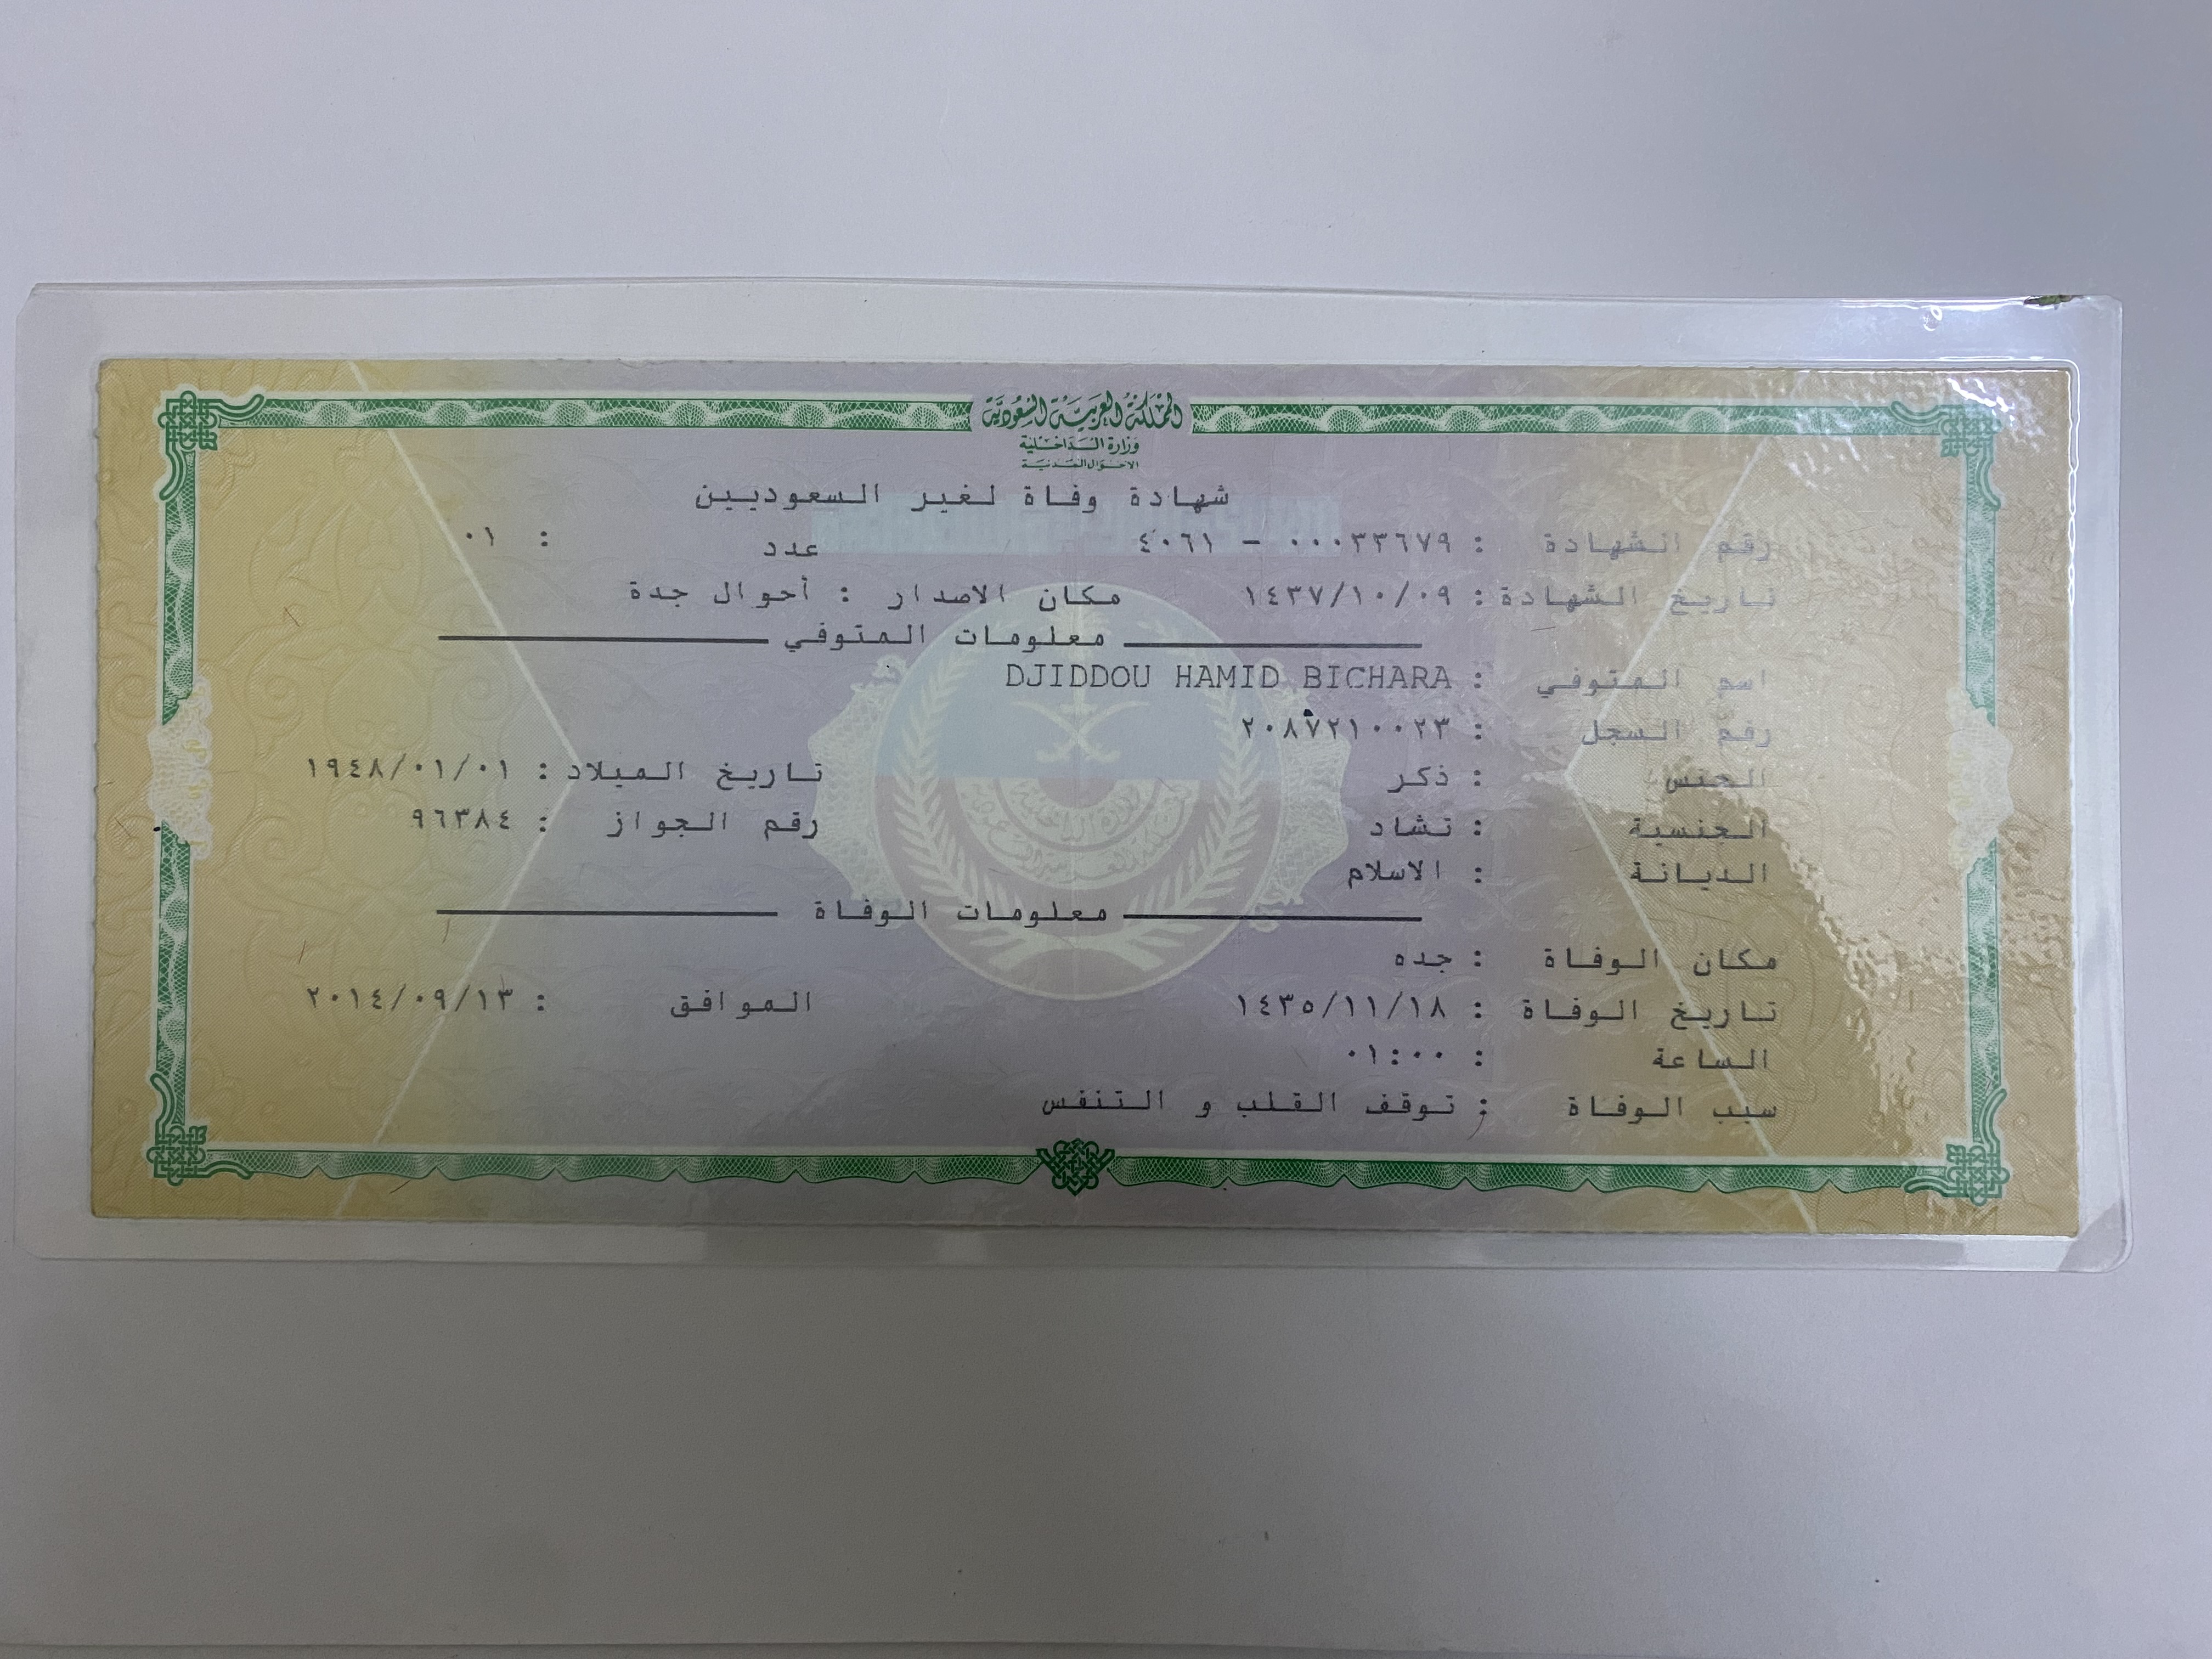 المملكة العربية السعودية
وزارة الداخلية
الأحوال المدنية
شهادة وفاة لغير السعوديين
رقم الشهادة : ٠٠٠٣٣٦٧٩ - ٤٠٦١ عدد : ٠١
تاريخ الشهادة : ١٤٣٧/١٠/٠٩ مكان الاصدار : أحوال جدة
معلومات المتوفي
اسم المتوفي : DJIDDOU HAMID BICHARA
رقم السجل : ٢٠٨٧٢١٠٠٢٣
الجنس : ذكر تاريخ الميلاد : ١٩٤٨/٠١/٠١
الجنسية : تشاد رقم الجواز : ٩٦٣٨٤
الديانة : الاسلام
معلومات الوفاة
مكان الوفاة : جده
تاريخ الوفاة : ١٤٣٥/١١/١٨ الموافق : ٢٠١٤/٠٩/١٣
الساعة : ٠١:٠٠
سبب الوفاة : توقف القلب و التنفس